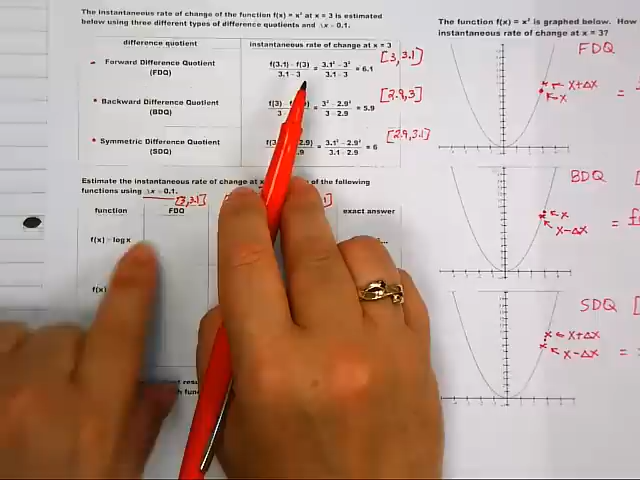 The instantaneous rate of change of the function f(x) = x² at x = 3 is estimated
below using three different types of difference quotients and △x = 0.1.
difference quotient
instantaneous rate of change at x = 3
Forward Difference Quotient
(FDQ)
f(3.1) - f(3) / 3.1 - 3 = 3.1² - 3² / 3.1 - 3 = 6.1
[3, 3.1]
• Backward Difference Quotient
(BDQ)
3² - 2.9² / 3 - 2.9 = 5.9
[2.9, 3]
• Symmetric Difference Quotient
(SDQ)
3.1² - 2.9² / 3.1 - 2.9 = 6
[2.9, 3.1]
Estimate the instantaneous rate of change at of the following
functions using △x = 0.1.
[3, 3.1]
function
FDQ
exact answer
f(x) = log x
The function f(x) = x² is graphed below. How
instantaneous rate of change at x = 3?
FDQ
x+Δx
x
BDQ
x
x-Δx
SDQ
x+Δx
x-Δx